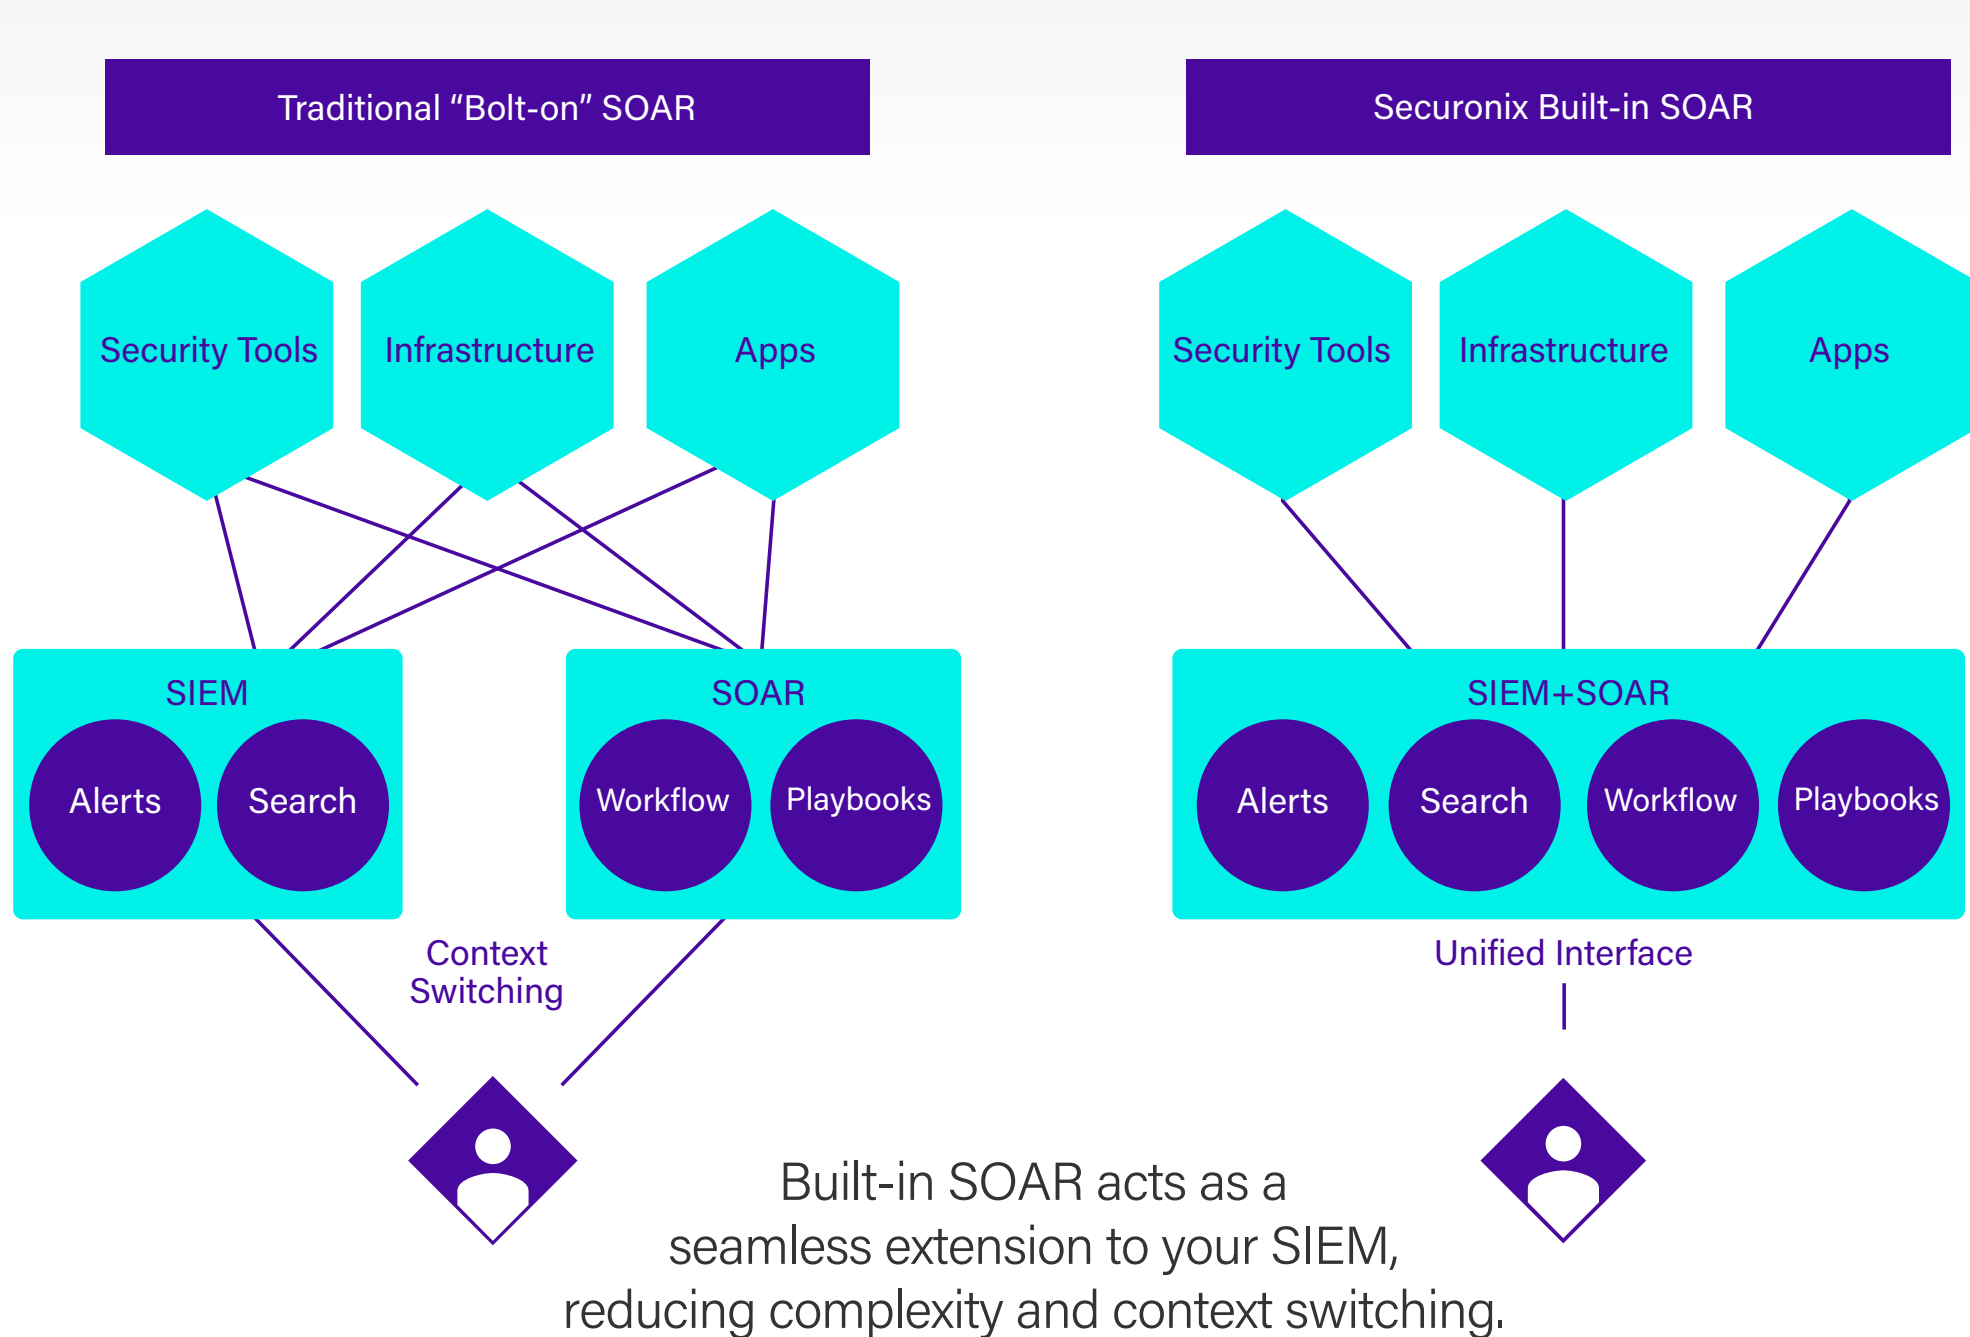 Traditional “Bolt-on” SOAR
Security Tools
Infrastructure
Apps
SIEM
Alerts
Search
SOAR
Workflow
Playbooks
Context
Switching
Securonix Built-in SOAR
Security Tools
Infrastructure
Apps
SIEM+SOAR
Alerts
Search
Workflow
Playbooks
Unified Interface
Built-in SOAR acts as a
seamless extension to your SIEM,
reducing complexity and context switching.